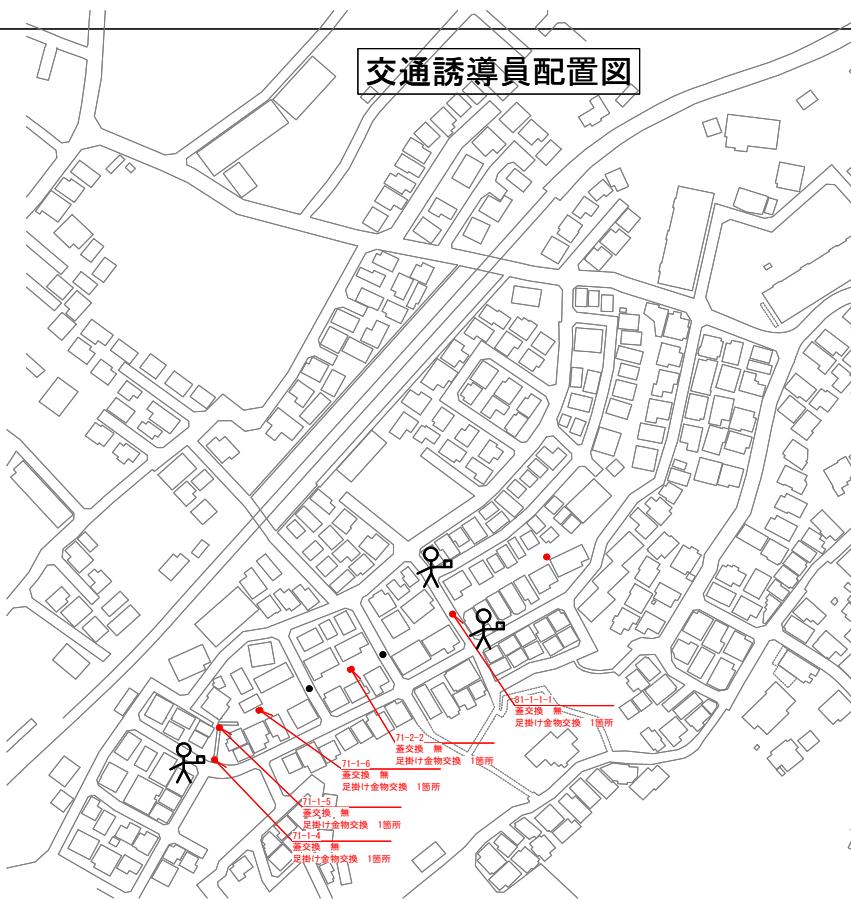 交通誘導員配置図
81-1-1-1
蓋交換　無
足掛け金物交換　1箇所
71-2-2
蓋交換　無
足掛け金物交換　1箇所
71-1-6
蓋交換　無
足掛け金物交換　1箇所
71-1-5
蓋交換　無
足掛け金物交換　1箇所
71-1-4
蓋交換　無
足掛け金物交換　1箇所